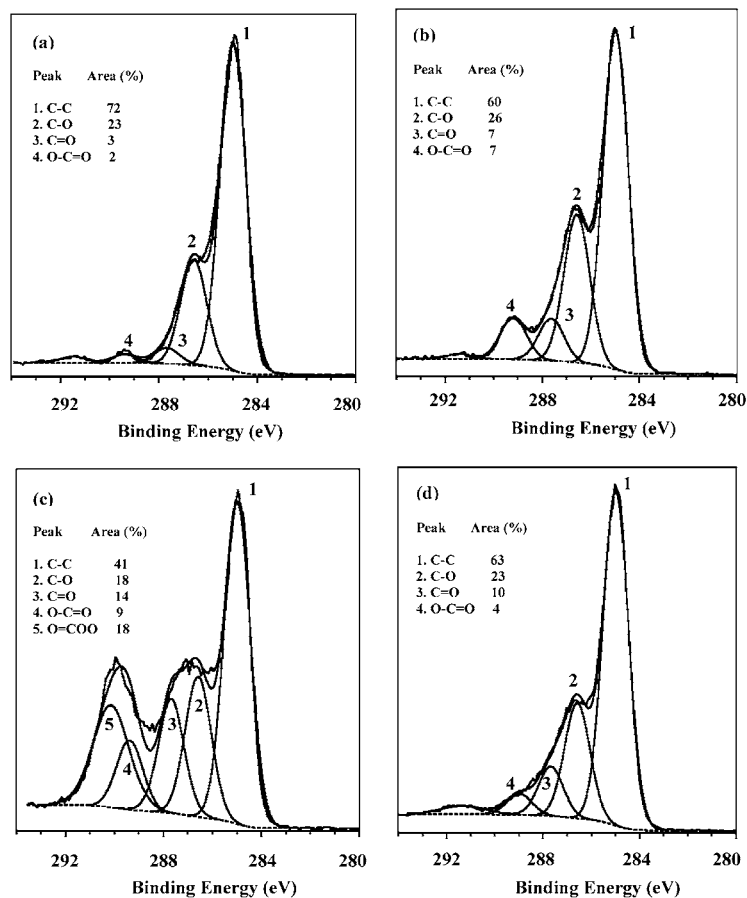 (a)
1
Peak Area (%)
1. C-C 72
2. C-O 23
3. C=O 3
4. O-C=O 2
2
4
3
292 288 284 280
Binding Energy (eV)
(b)
1
Peak Area (%)
1. C-C 60
2. C-O 26
3. C=O 7
4. O-C=O 7
2
4
3
292 288 284 280
Binding Energy (eV)
(c)
1
Peak Area (%)
1. C-C 41
2. C-O 18
3. C=O 14
4. O-C=O 9
5. O=COO 18
5
4
3
2
292 288 284 280
Binding Energy (eV)
(d)
1
Peak Area (%)
1. C-C 63
2. C-O 23
3. C=O 10
4. O-C=O 4
2
4
3
292 288 284 280
Binding Energy (eV)